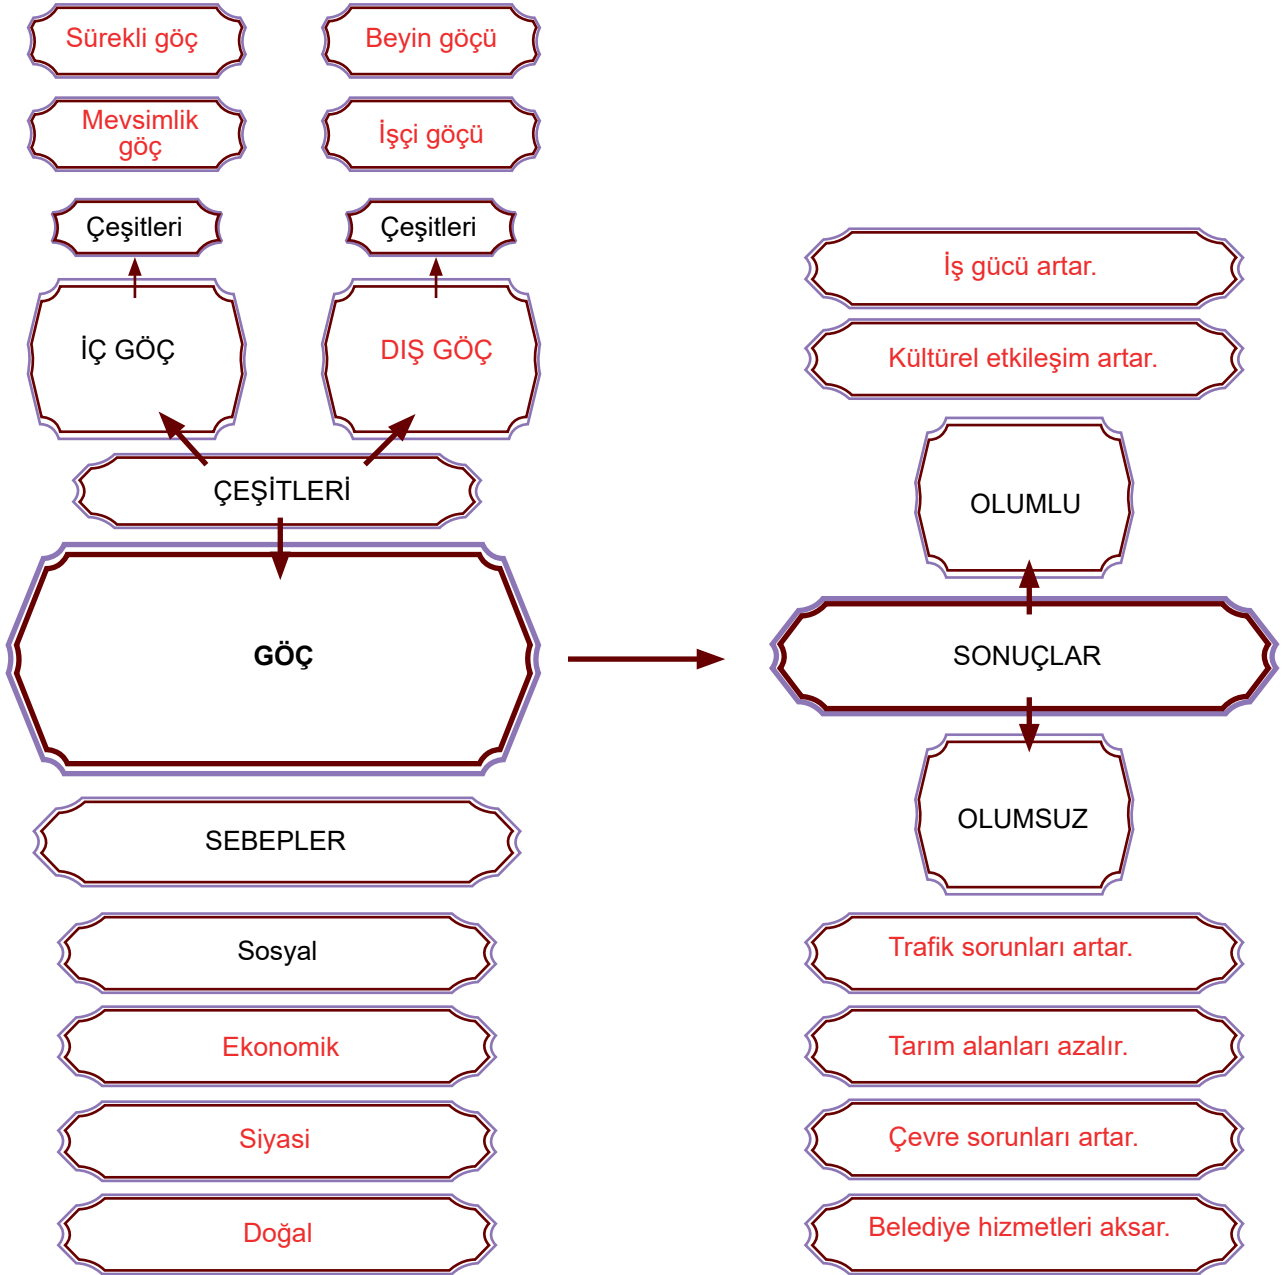 Sürekli göç
Beyin göçü
Mevsimlik
göç
İşçi göçü
Çeşitleri
Çeşitleri
İÇ GÖÇ
DIŞ GÖÇ
ÇEŞİTLERİ
GÖÇ
SEBEPLER
Sosyal
Ekonomik
Siyasi
Doğal
İş gücü artar.
Kültürel etkileşim artar.
OLUMLU
SONUÇLAR
OLUMSUZ
Trafik sorunları artar.
Tarım alanları azalır.
Çevre sorunları artar.
Belediye hizmetleri aksar.